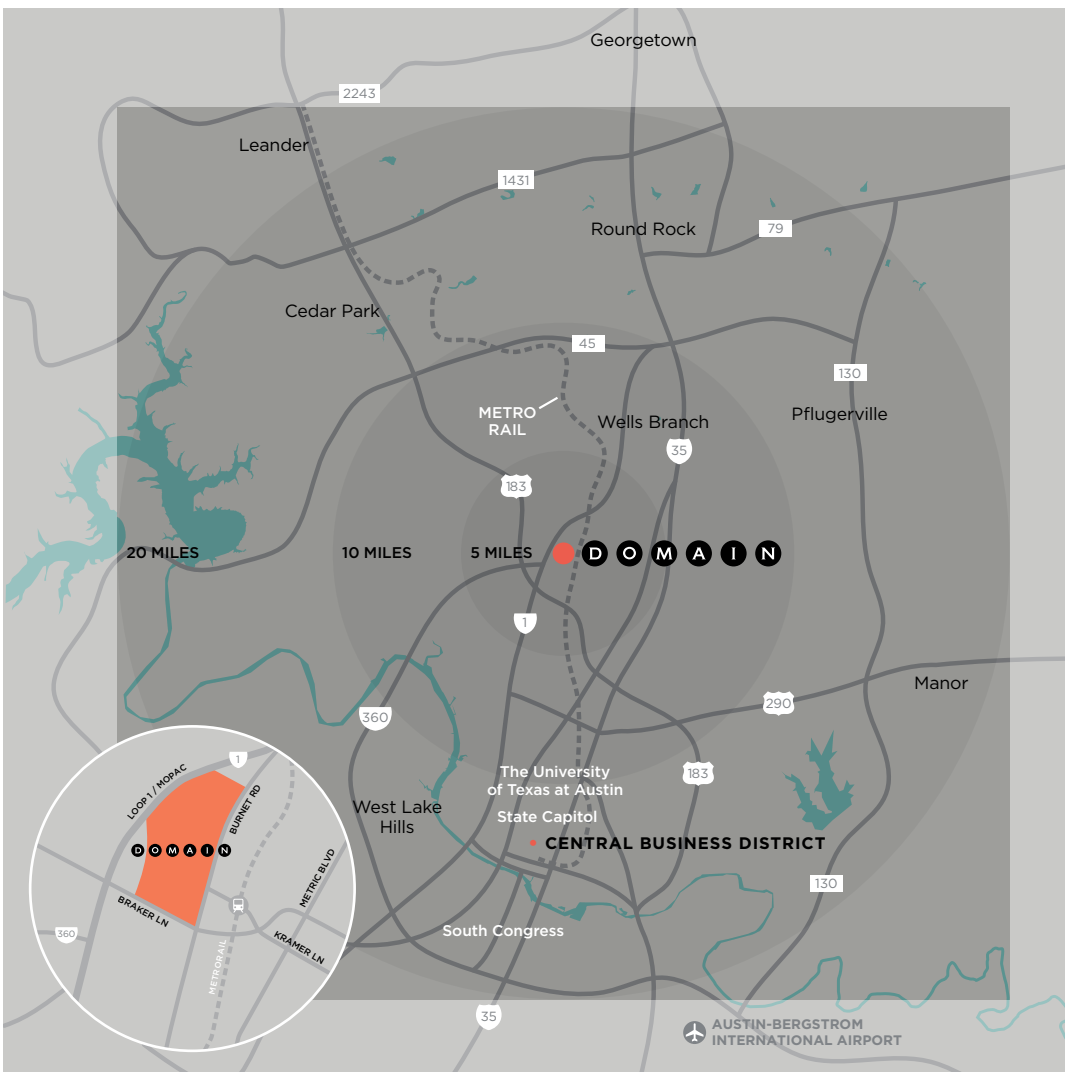 Georgetown
2243
Leander
1431
Round Rock
79
Cedar Park
45
130
METRO
RAIL
Wells Branch
Pflugerville
35
183
20 MILES
10 MILES
5 MILES
DOMAIN
1
Manor
290
360
183
The University
of Texas at Austin
State Capitol
West Lake
Hills
CENTRAL BUSINESS DISTRICT
130
South Congress
35
AUSTIN-BERGSTROM
INTERNATIONAL AIRPORT
1
LOOP 1 / MOPAC
BURNET RD
DOMAIN
METRIC BLVD
BRAKER LN
360
KRAMER LN
METRORAIL